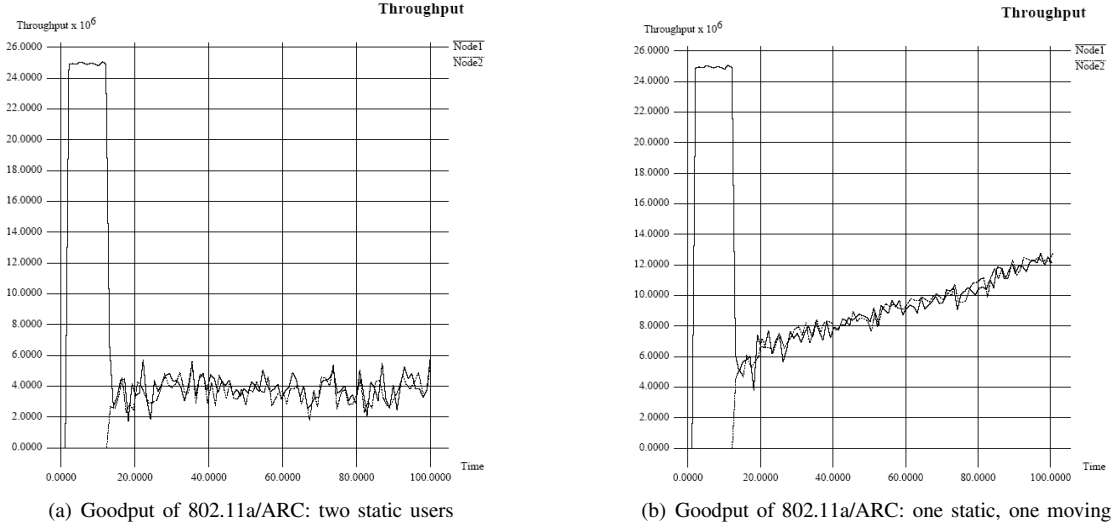 Throughput
Throughput x 10⁶
26.0000
24.0000
22.0000
20.0000
18.0000
16.0000
14.0000
12.0000
10.0000
8.0000
6.0000
4.0000
2.0000
0.0000
Node1
Node2
Time
0.0000 20.0000 40.0000 60.0000 80.0000 100.0000
(a) Goodput of 802.11a/ARC: two static users
Throughput
Throughput x 10⁶
26.0000
24.0000
22.0000
20.0000
18.0000
16.0000
14.0000
12.0000
10.0000
8.0000
6.0000
4.0000
2.0000
0.0000
Node1
Node2
Time
0.0000 20.0000 40.0000 60.0000 80.0000 100.0000
(b) Goodput of 802.11a/ARC: one static, one moving